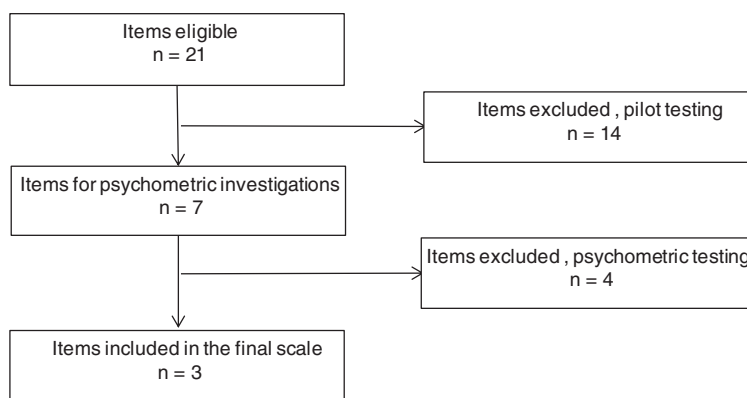 Items eligible
n = 21
Items excluded , pilot testing
n = 14
Items for psychometric investigations
n = 7
Items excluded , psychometric testing
n = 4
Items included in the final scale
n = 3